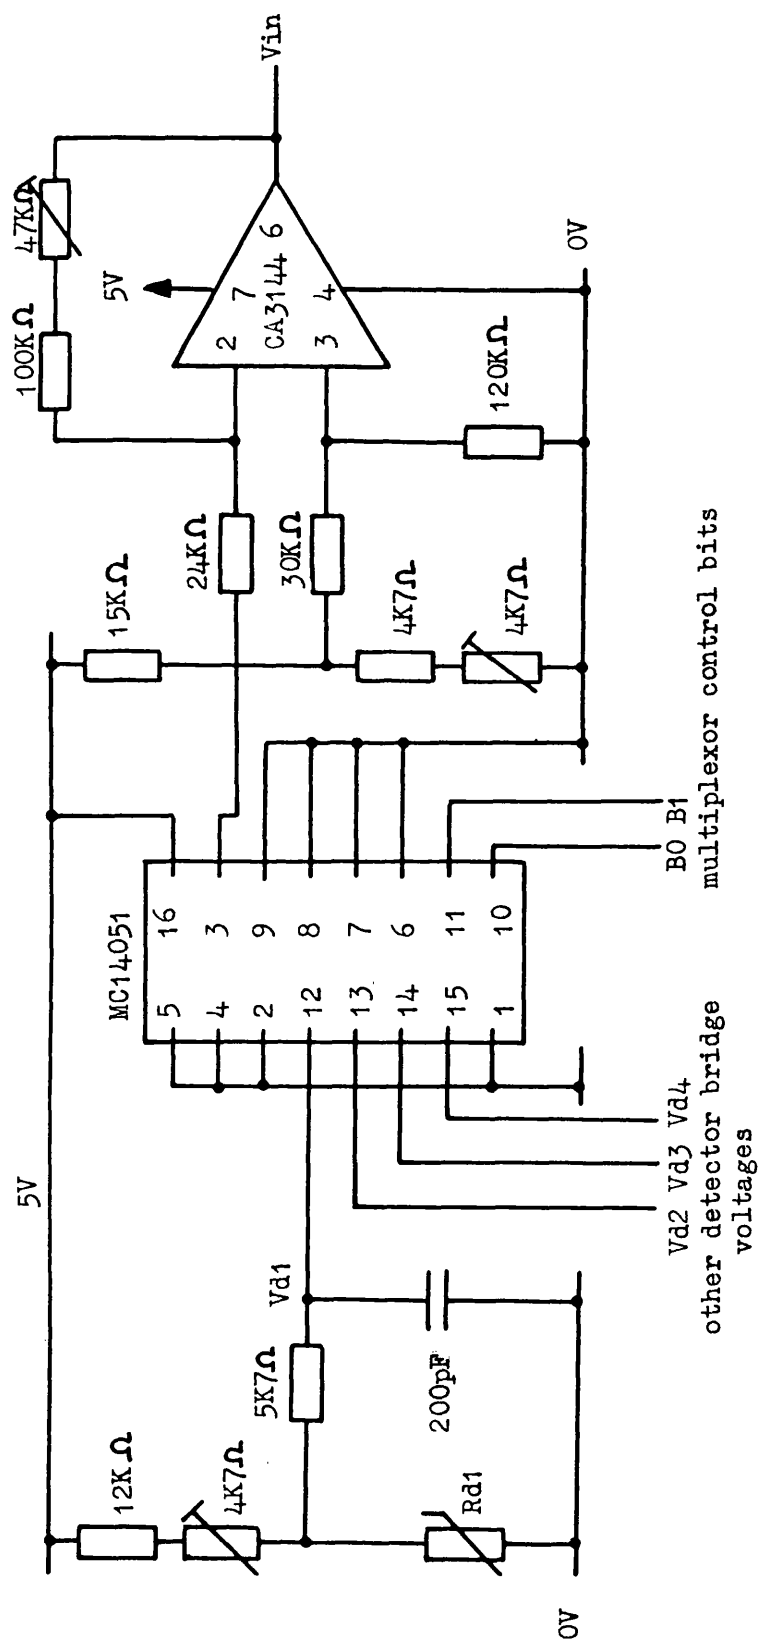 5V
12KΩ
4K7Ω
5K7Ω
Vd1
200pF
Rd1
0V
MC14051
5
4
2
12
13
14
15
1
16
3
9
8
7
6
11
10
Vd2 Vd3 Vd4
other detector bridge
voltages
B0 B1
multiplexor control bits
15KΩ
24KΩ
30KΩ
4K7Ω
4K7Ω
100KΩ
47KΩ
5V
2
7
CA3144
6
3
4
120KΩ
0V
Vin